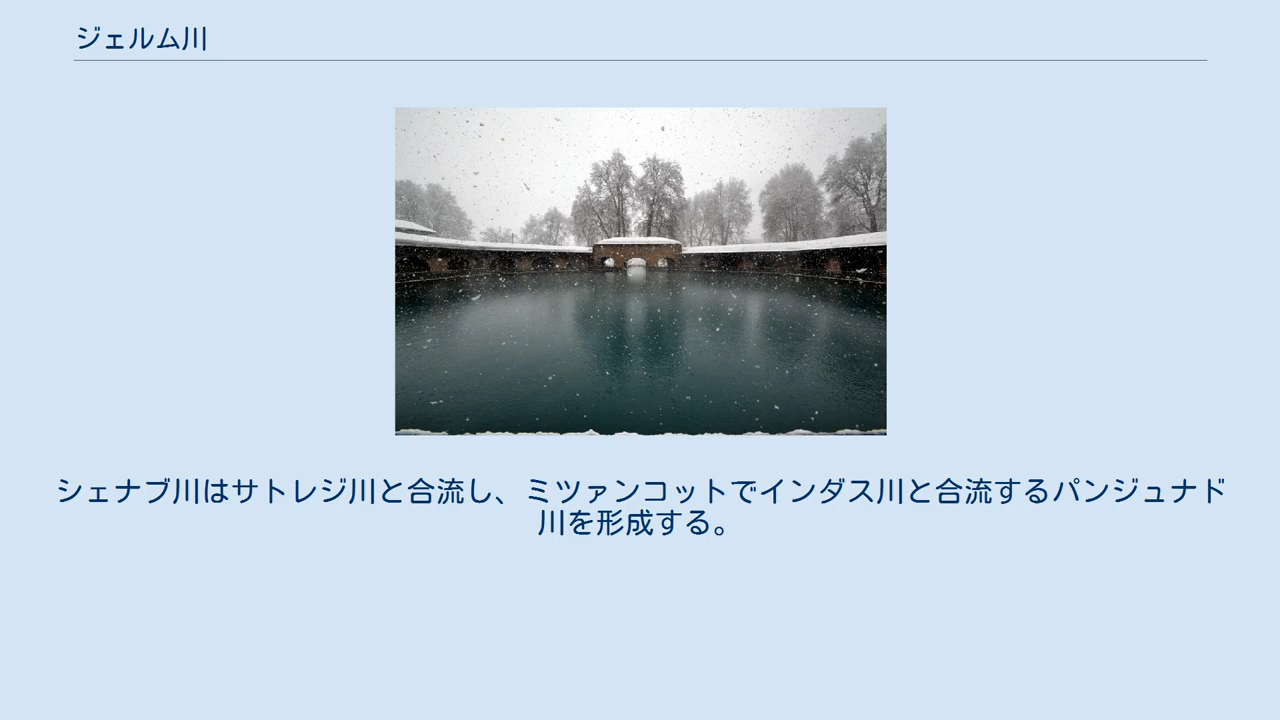 ジェルム川
シェナブ川はサトレジ川と合流し、ミツァンコットでインダス川と合流するパンジュナド
川を形成する。